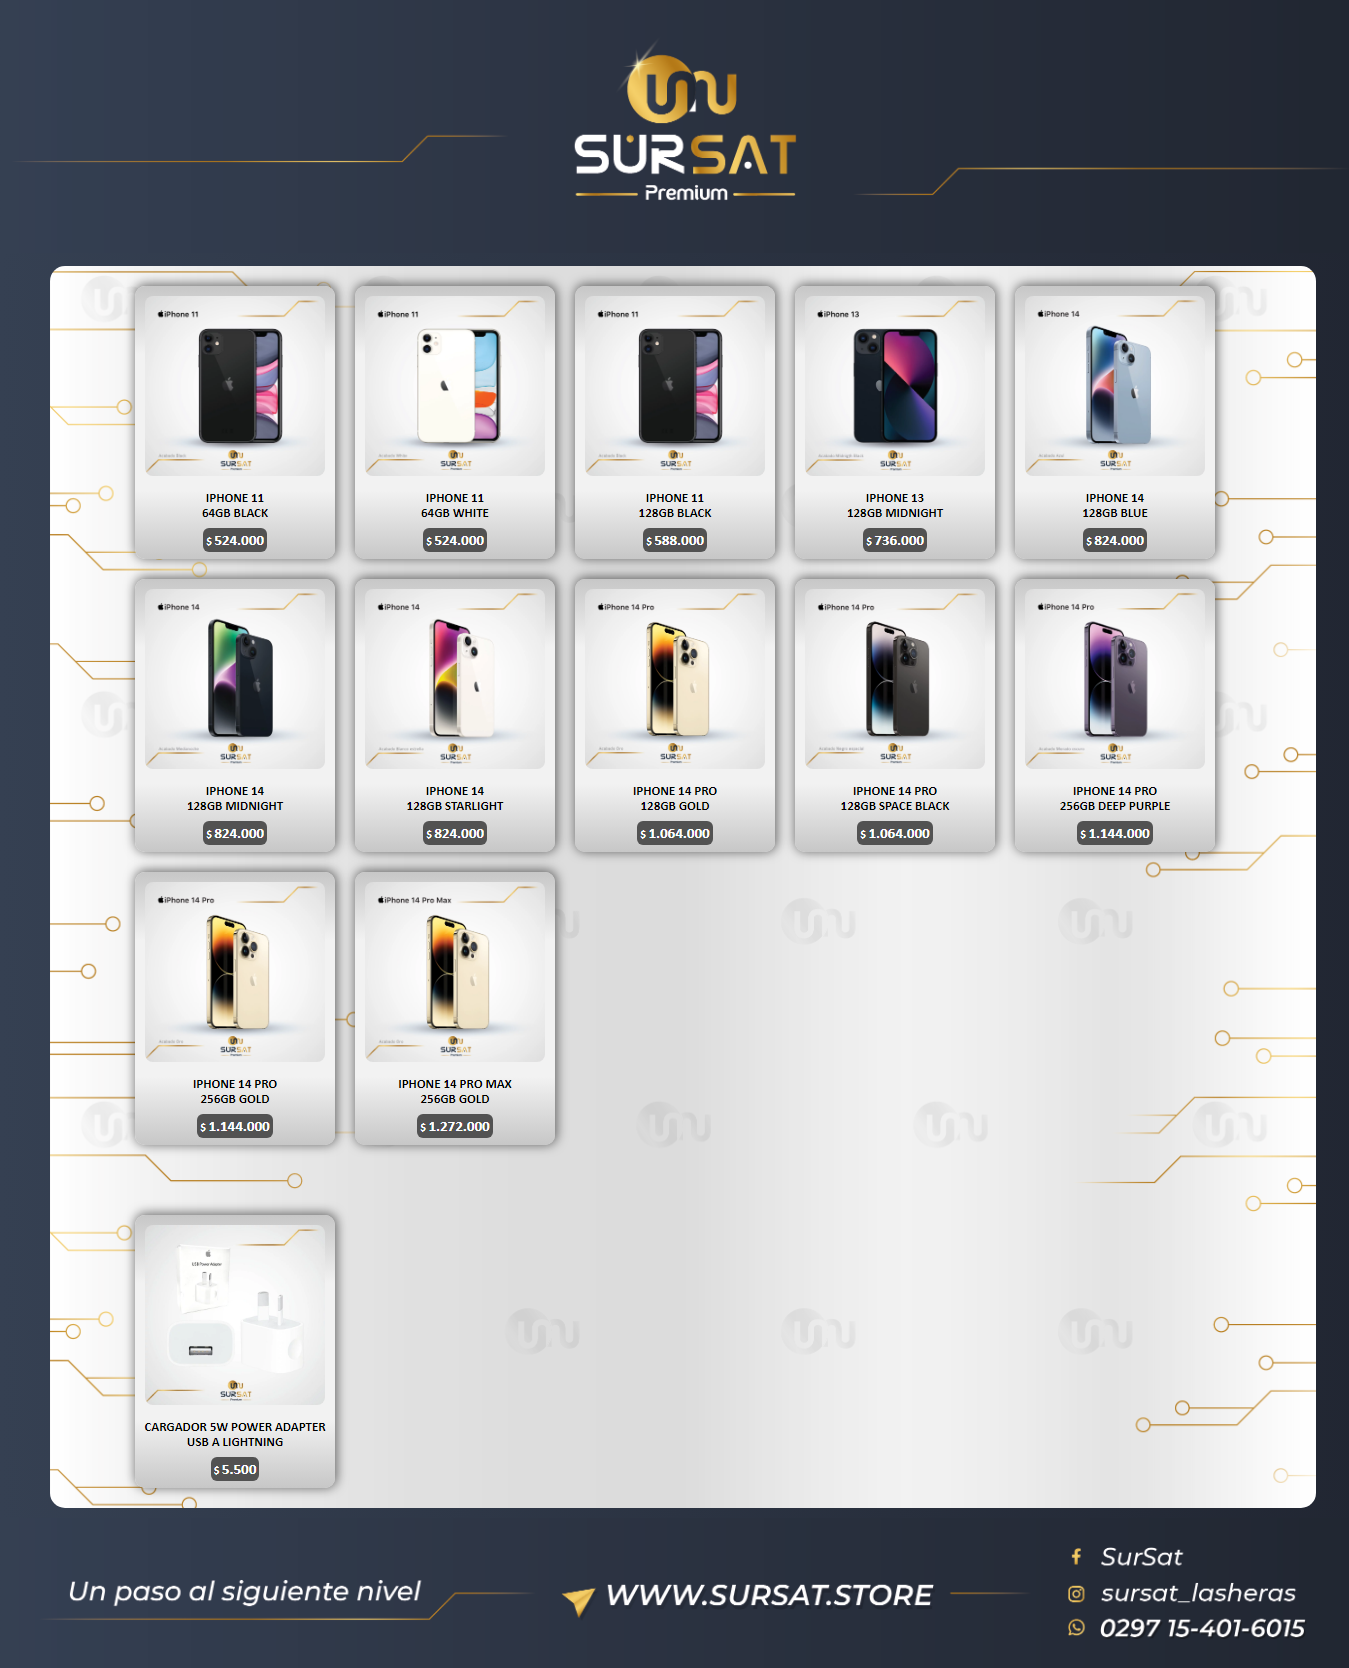 SURSAT
Premium
iPhone 11
SURSAT
IPHONE 11
64GB BLACK
$ 524.000
iPhone 11
SURSAT
IPHONE 11
64GB WHITE
$ 524.000
iPhone 11
SURSAT
IPHONE 11
128GB BLACK
$ 588.000
iPhone 13
SURSAT
IPHONE 13
128GB MIDNIGHT
$ 736.000
iPhone 14
SURSAT
IPHONE 14
128GB BLUE
$ 824.000
iPhone 14
SURSAT
IPHONE 14
128GB MIDNIGHT
$ 824.000
iPhone 14
SURSAT
IPHONE 14
128GB STARLIGHT
$ 824.000
iPhone 14 Pro
SURSAT
IPHONE 14 PRO
128GB GOLD
$ 1.064.000
iPhone 14 Pro
SURSAT
IPHONE 14 PRO
128GB SPACE BLACK
$ 1.064.000
iPhone 14 Pro
SURSAT
IPHONE 14 PRO
256GB DEEP PURPLE
$ 1.144.000
iPhone 14 Pro
SURSAT
IPHONE 14 PRO
256GB GOLD
$ 1.144.000
iPhone 14 Pro Max
SURSAT
IPHONE 14 PRO MAX
256GB GOLD
$ 1.272.000
USB Power Adapter
SURSAT
CARGADOR 5W POWER ADAPTER
USB A LIGHTNING
$ 5.500
Un paso al siguiente nivel
WWW.SURSAT.STORE
SurSat
sursat_lasheras
0297 15-401-6015